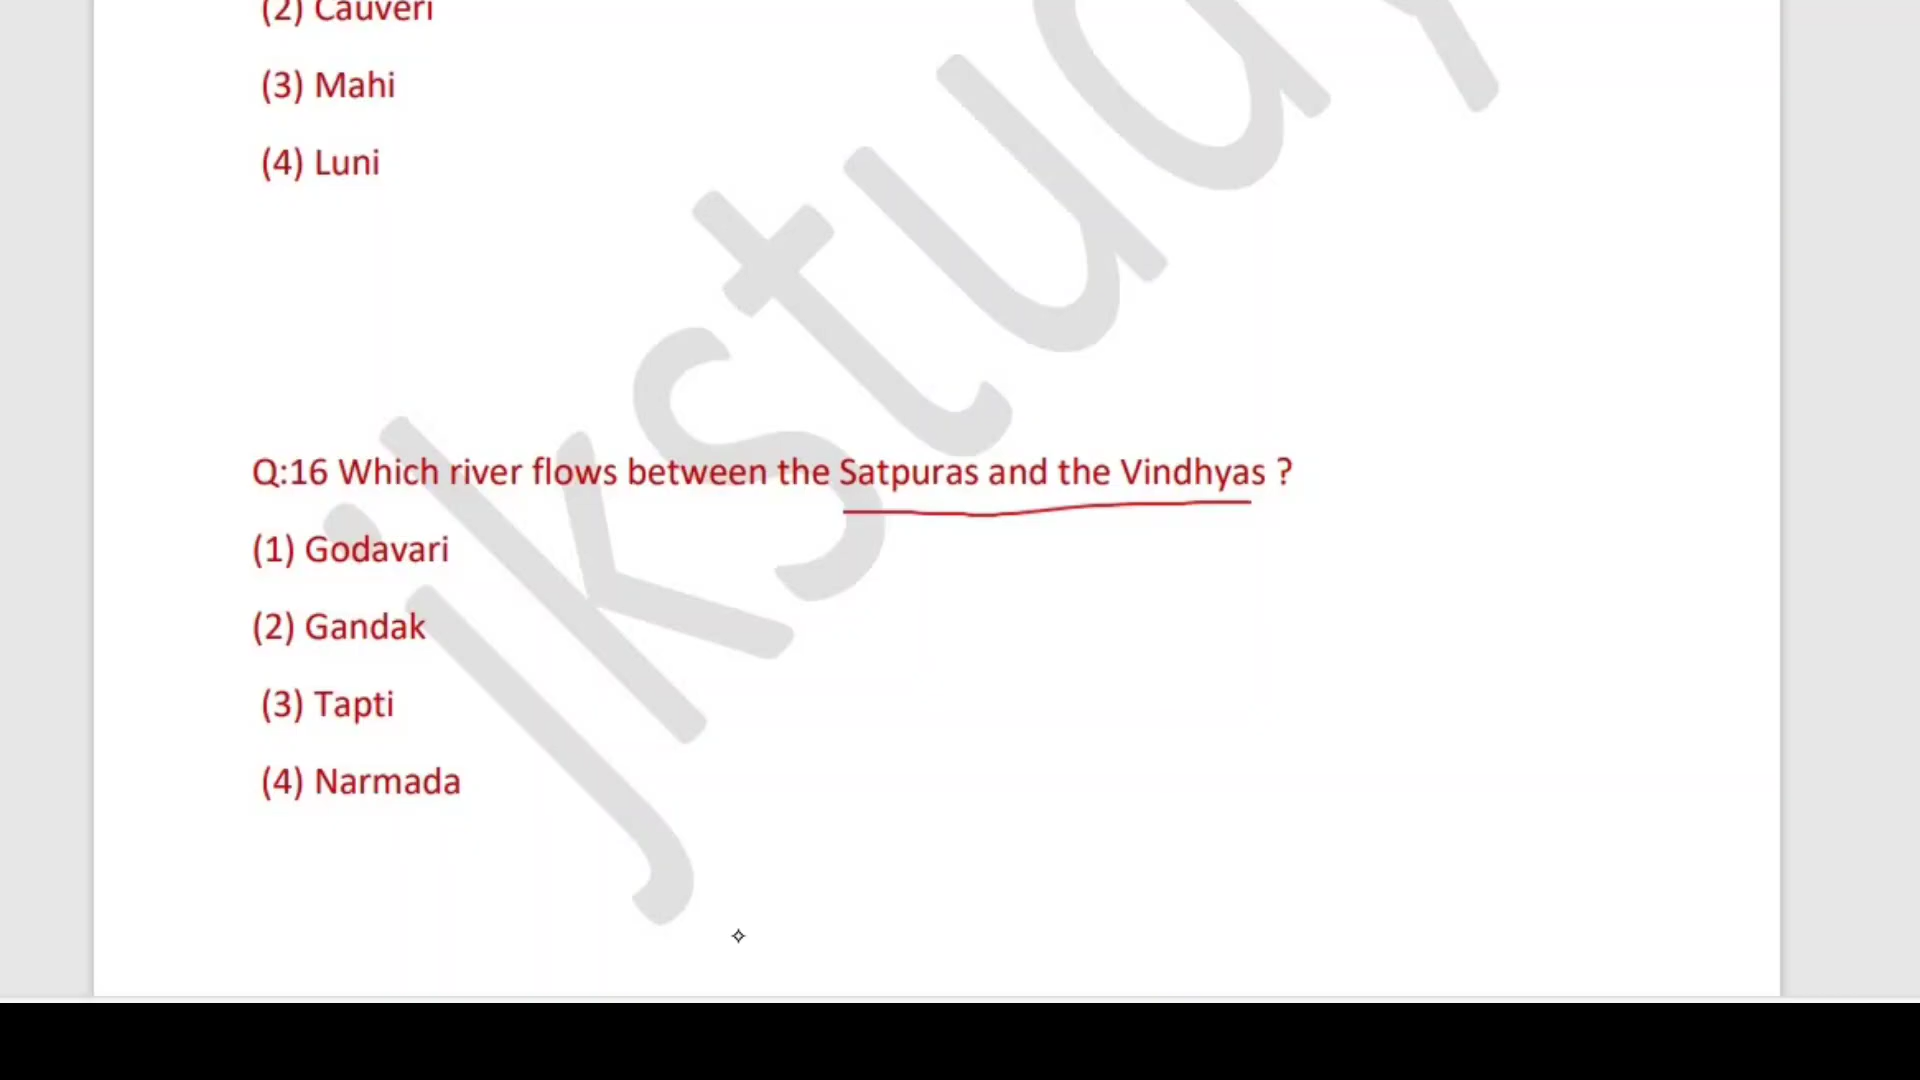 (2) Cauveri
(3) Mahi
(4) Luni
jkstudy
Q:16 Which river flows between the Satpuras and the Vindhyas ?
(1) Godavari
(2) Gandak
(3) Tapti
(4) Narmada